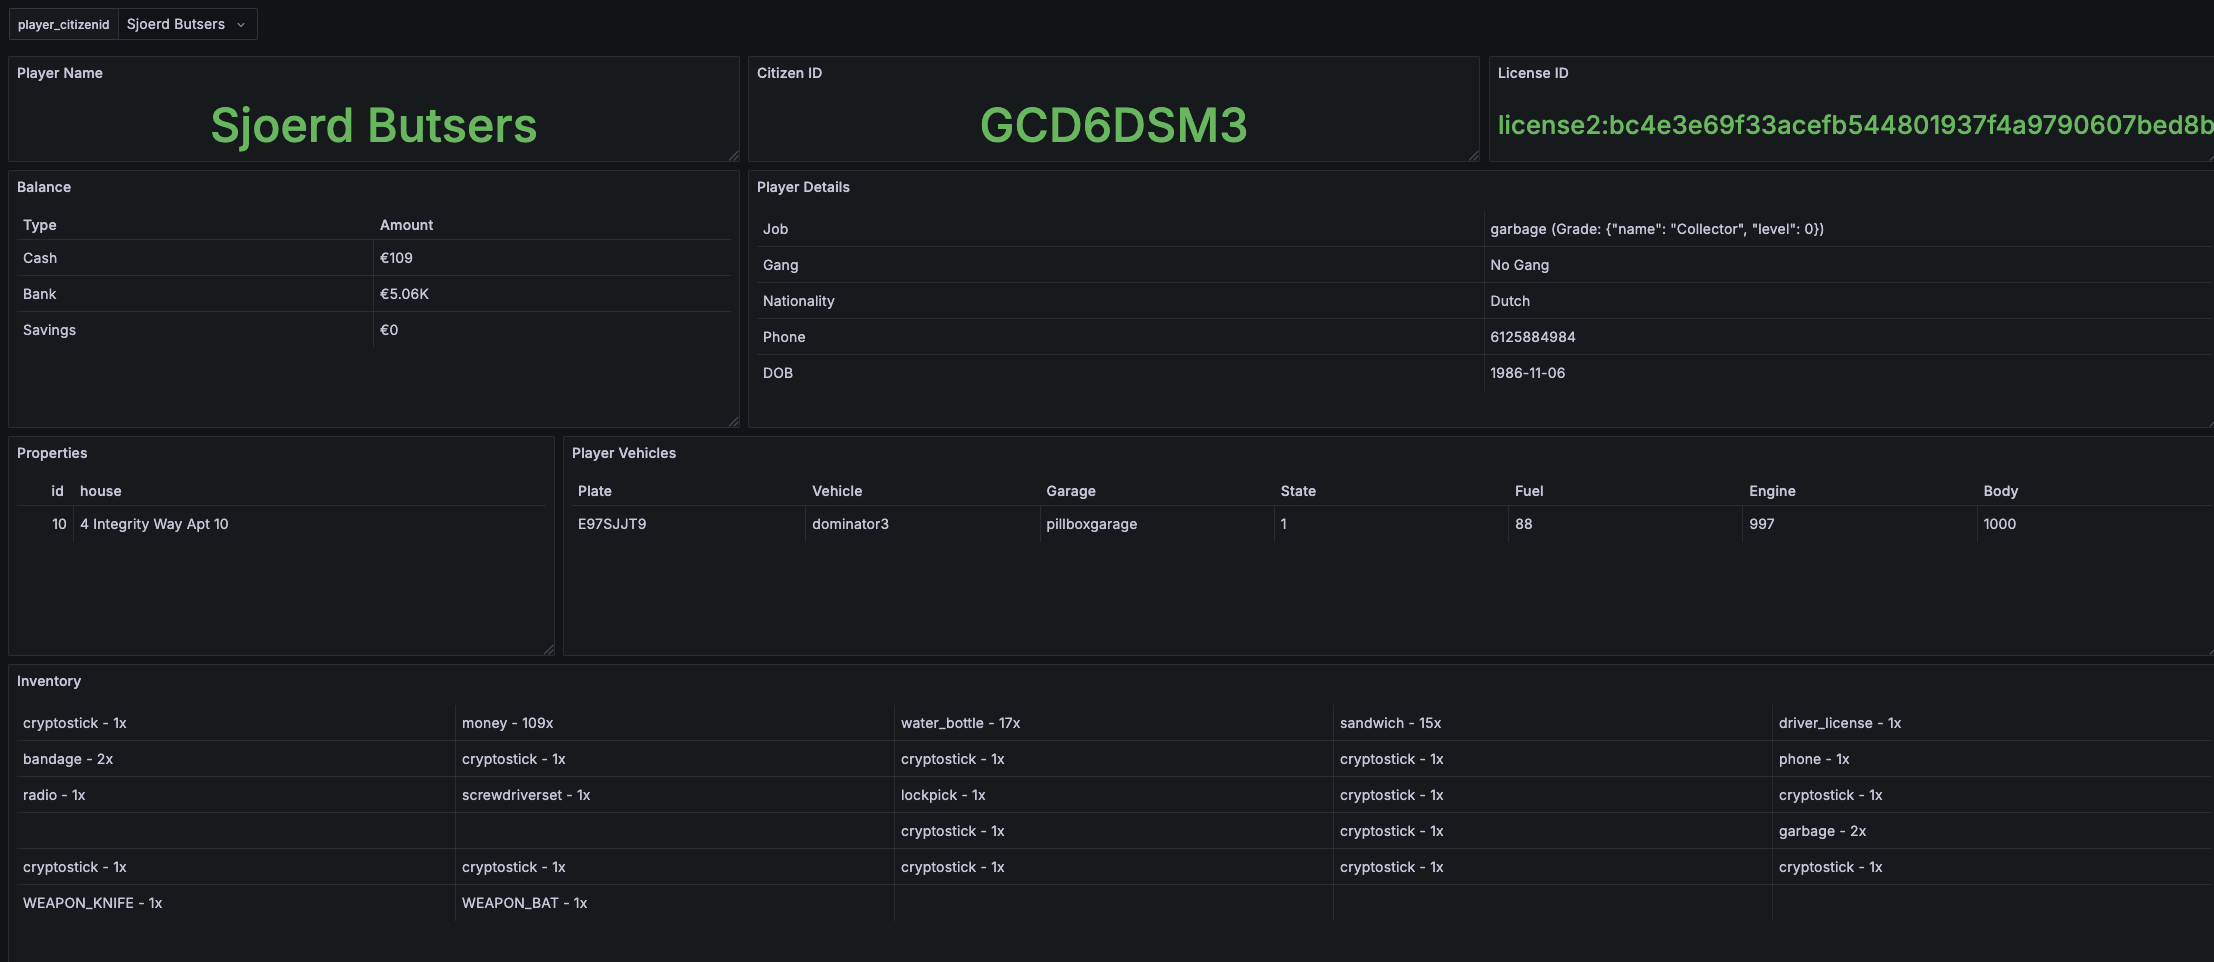 player_citizenid Sjoerd Butsers
Player Name
Sjoerd Butsers
Citizen ID
GCD6DSM3
License ID
license2:bc4e3e69f33acefb544801937f4a9790607bed8b
Balance
Type Amount
Cash €109
Bank €5.06K
Savings €0
Player Details
Job garbage (Grade: {"name": "Collector", "level": 0})
Gang No Gang
Nationality Dutch
Phone 6125884984
DOB 1986-11-06
Properties
id house
10 4 Integrity Way Apt 10
Player Vehicles
Plate Vehicle Garage State Fuel Engine Body
E97SJJT9 dominator3 pillboxgarage 1 88 997 1000
Inventory
cryptostick - 1x money - 109x water_bottle - 17x sandwich - 15x driver_license - 1x
bandage - 2x cryptostick - 1x cryptostick - 1x cryptostick - 1x phone - 1x
radio - 1x screwdriverset - 1x lockpick - 1x cryptostick - 1x cryptostick - 1x
cryptostick - 1x cryptostick - 1x garbage - 2x
cryptostick - 1x cryptostick - 1x cryptostick - 1x cryptostick - 1x cryptostick - 1x
WEAPON_KNIFE - 1x WEAPON_BAT - 1x